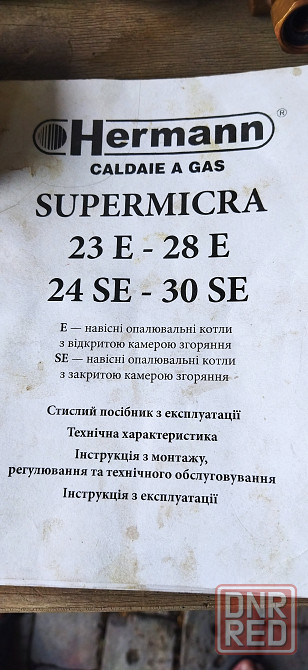 Hermann®
CALDAIE A GAS
SUPERMICRA
23 E - 28 E
24 SE - 30 SE
E — навісні опалювальні котли
з відкритою камерою згоряння
SE — навісні опалювальні котли
з закритою камерою згоряння
Стислий посібник з експлуатації
Технічна характеристика
Інструкція з монтажу,
регулювання та технічного обслуговування
Інструкція з експлуатації
DNR
RED